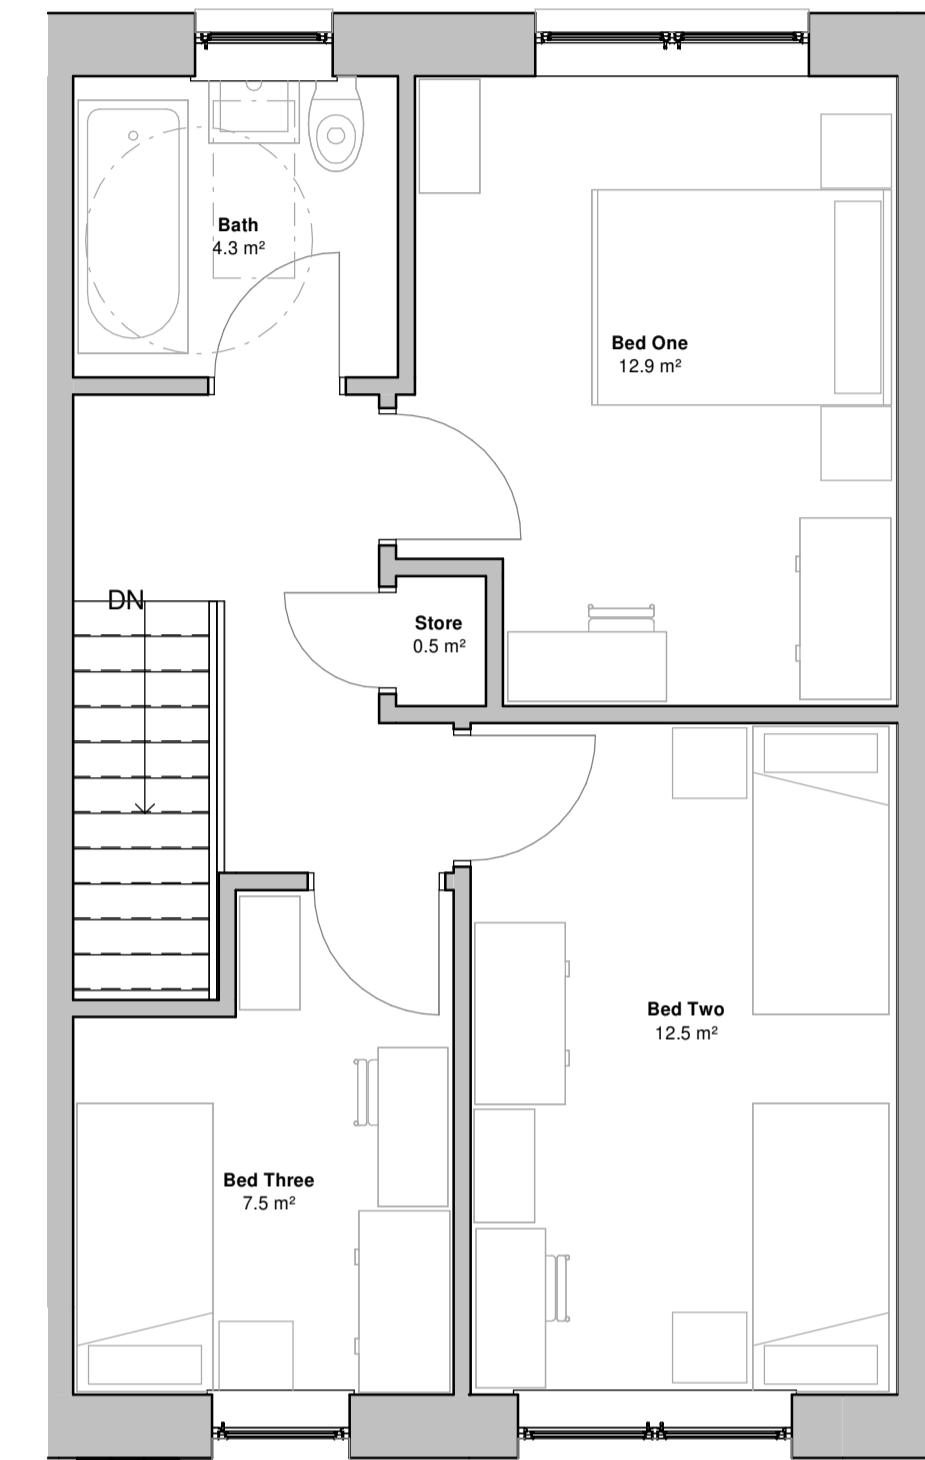 Bath
4.3 m²
Bed One
12.9 m²
DN
Store
0.5 m²
Bed Two
12.5 m²
Bed Three
7.5 m²